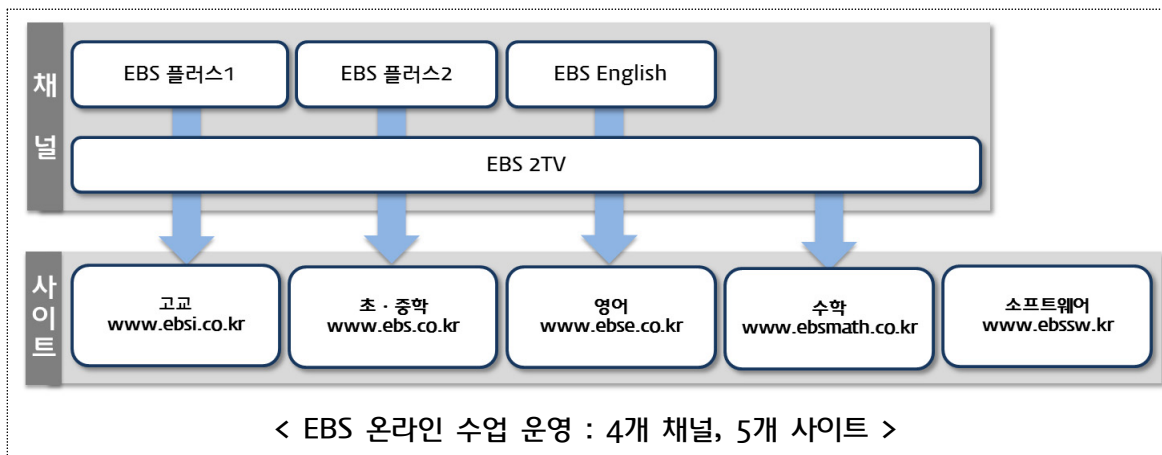 채널
EBS 플러스1
EBS 플러스2
EBS English
EBS 2TV
사이트
고교
www.ebsi.co.kr
초 · 중학
www.ebs.co.kr
영어
www.ebse.co.kr
수학
www.ebsmath.co.kr
소프트웨어
www.ebssw.kr
< EBS 온라인 수업 운영 : 4개 채널, 5개 사이트 >